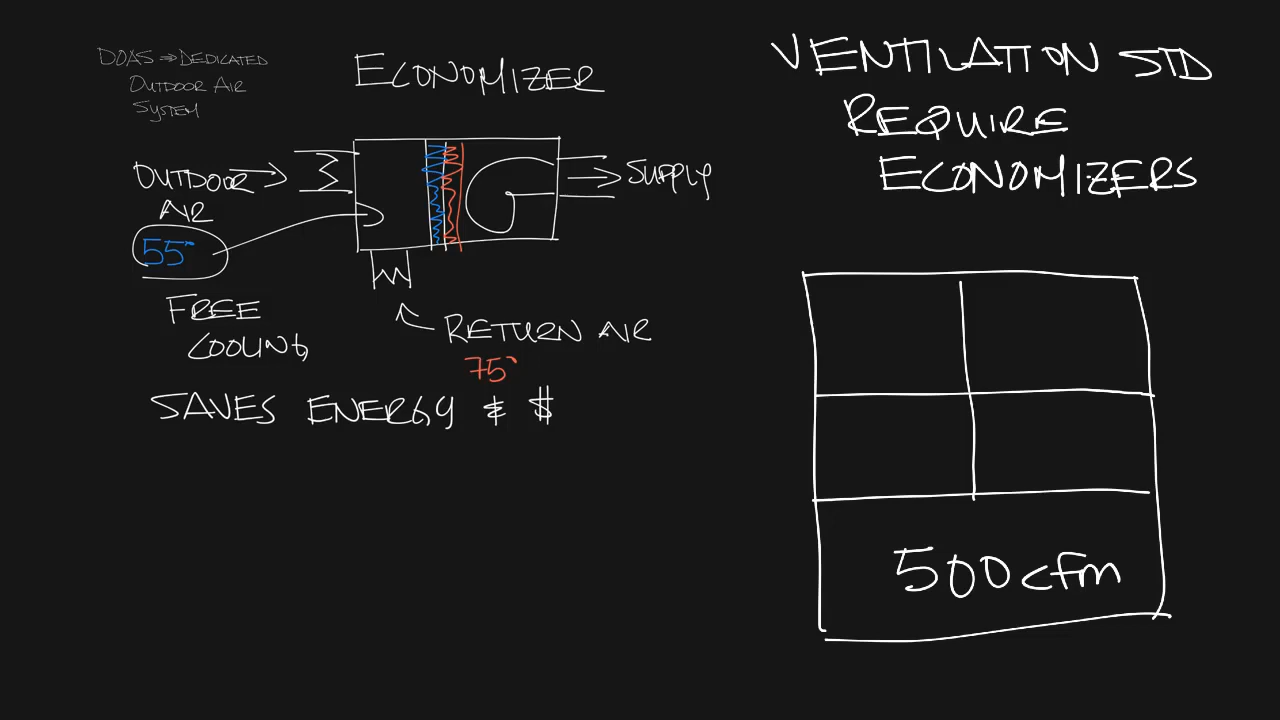 DOAS ⇒ DEDICATED
OUTDOOR AIR
SYSTEM
ECONOMIZER
OUTDOOR
AIR
55°
FREE
COOLING
SUPPLY
RETURN AIR
75°
SAVES ENERGY & $
VENTILATION STD
REQUIRE
ECONOMIZERS
500 cfm